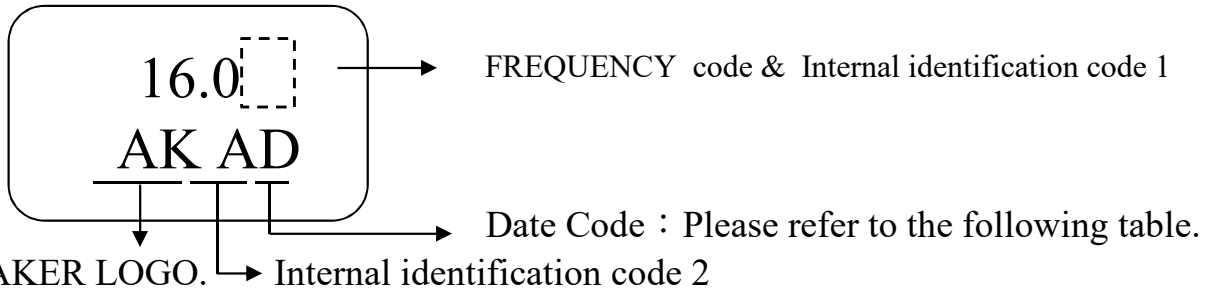 16.0
FREQUENCY code & Internal identification code 1
AK AD
Date Code：Please refer to the following table.
AKER LOGO.
Internal identification code 2